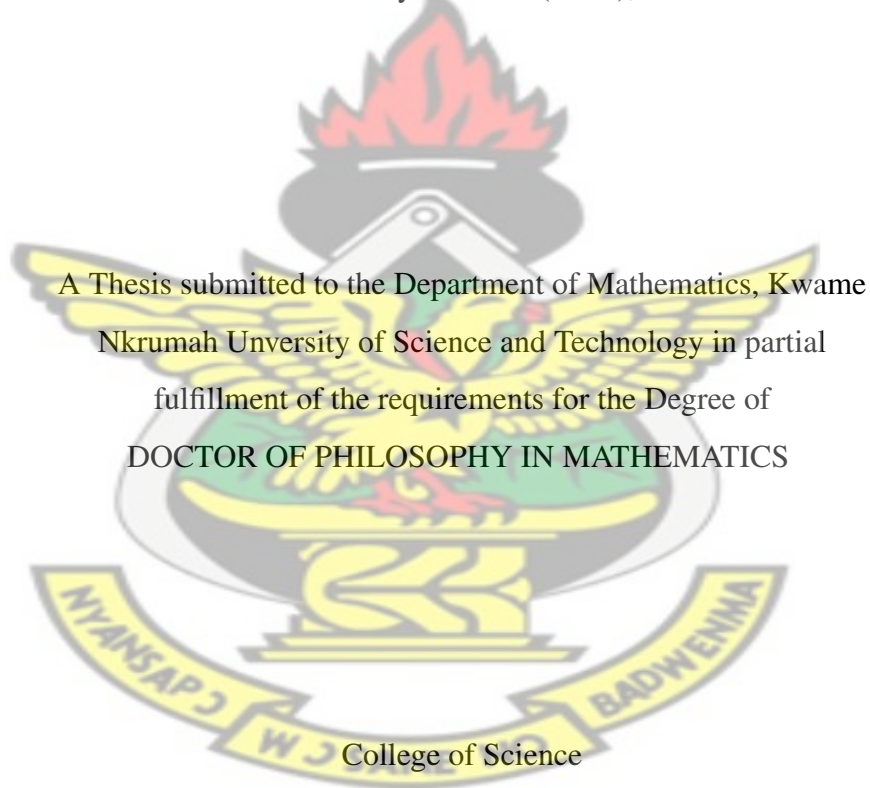 A Thesis submitted to the Department of Mathematics, Kwame
Nkrumah Unversity of Science and Technology in partial
fulfillment of the requirements for the Degree of
DOCTOR OF PHILOSOPHY IN MATHEMATICS
NYANSAPƆ
BADWENMA
W Ɔ
College of Science